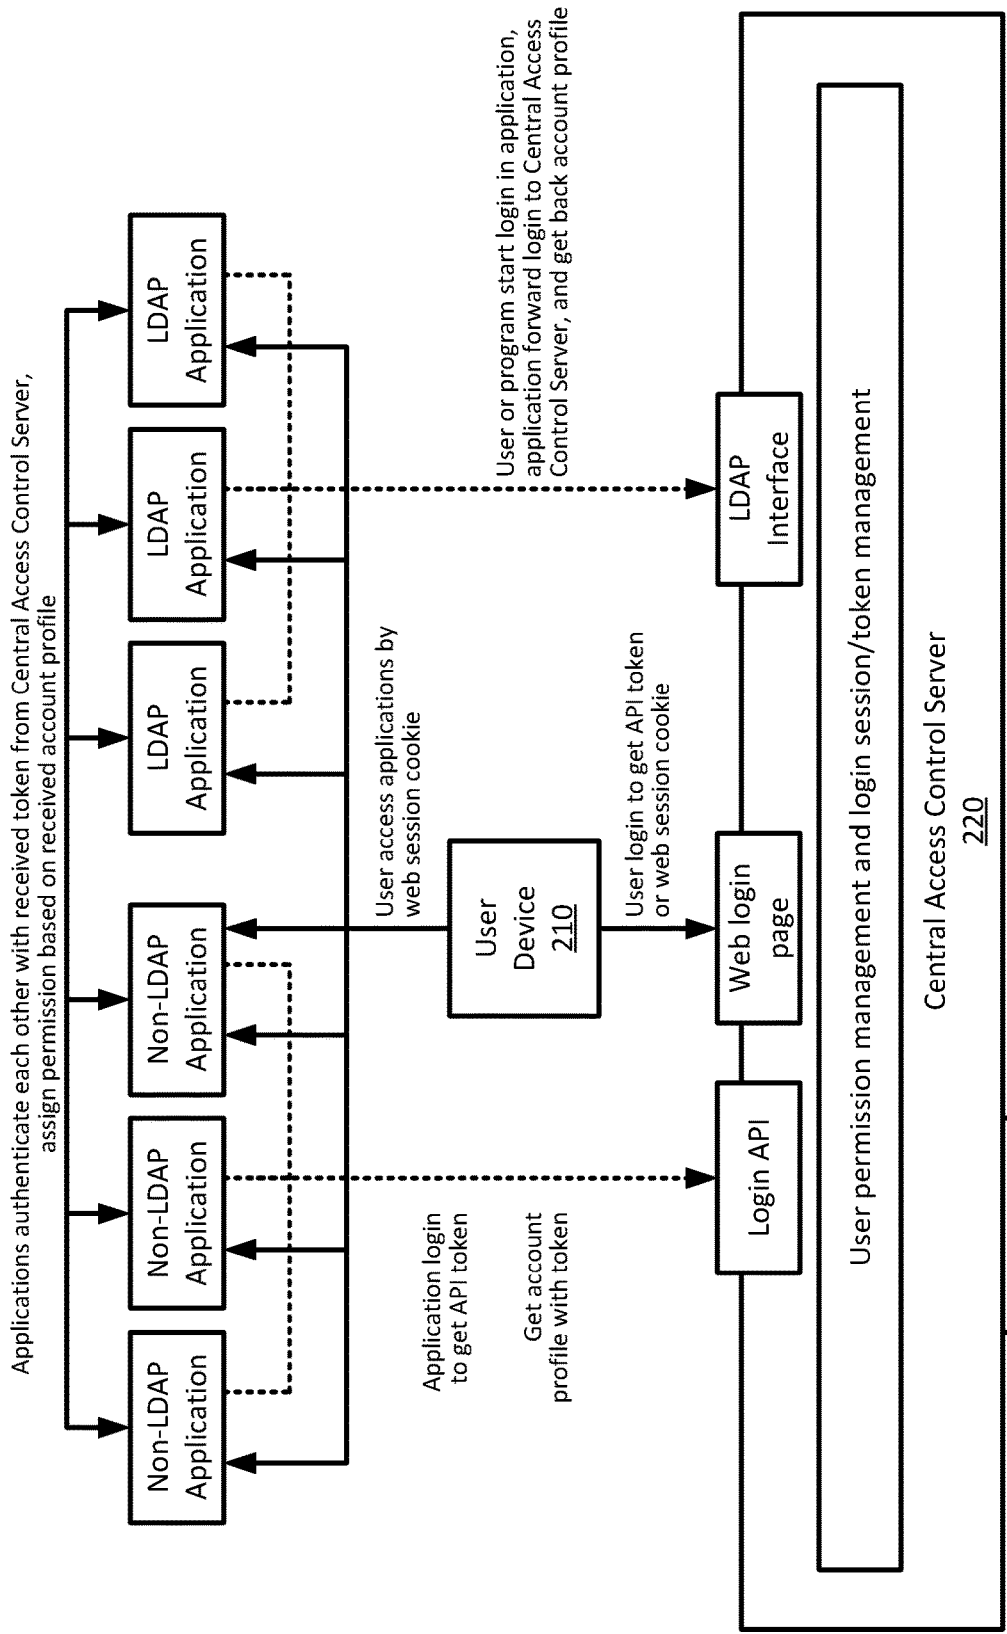 Applications authenticate each other with received token from Central Access Control Server,
assign permission based on received account profile
Non-LDAP
Application
Non-LDAP
Application
Non-LDAP
Application
LDAP
Application
LDAP
Application
LDAP
Application
User access applications by
web session cookie
Application login
to get API token
Get account
profile with token
User
Device
210
User login to get API token
or web session cookie
User or program start login in application,
application forward login to Central Access
Control Server, and get back account profile
Login API
Web login
page
LDAP
Interface
User permission management and login session/token management
Central Access Control Server
220